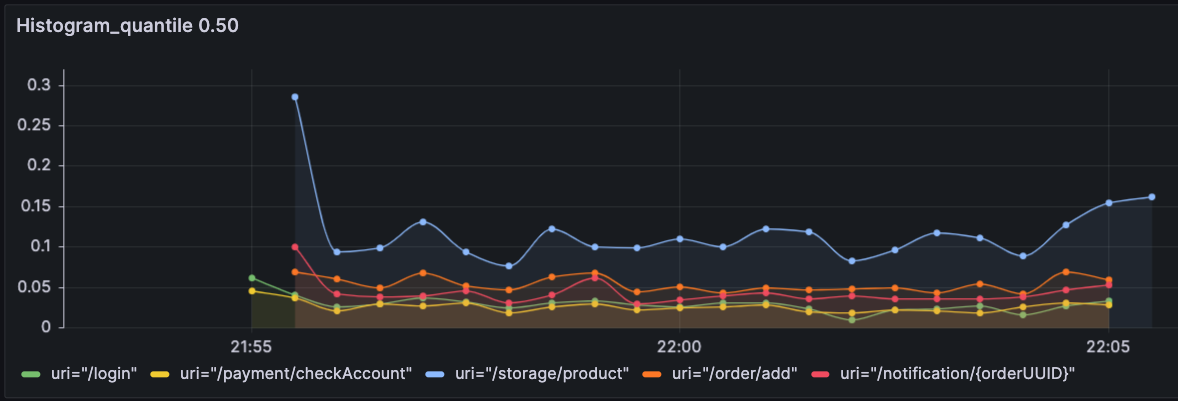 Histogram_quantile 0.50
0.3
0.25
0.2
0.15
0.1
0.05
0
21:55 22:00 22:05
uri="/login" uri="/payment/checkAccount" uri="/storage/product" uri="/order/add" uri="/notification/{orderUUID}"